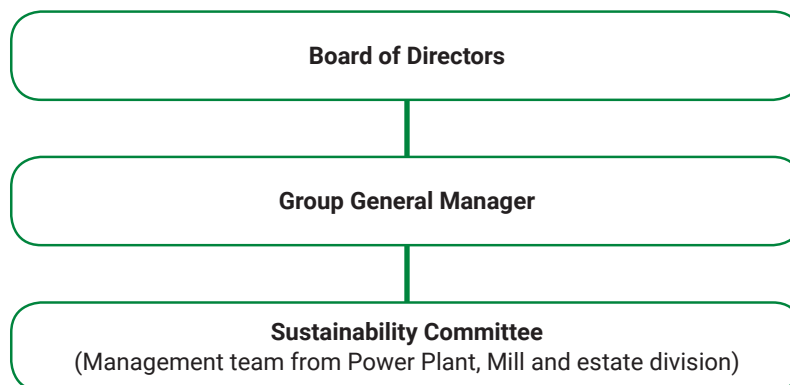 Board of Directors
Group General Manager
Sustainability Committee
(Management team from Power Plant, Mill and estate division)